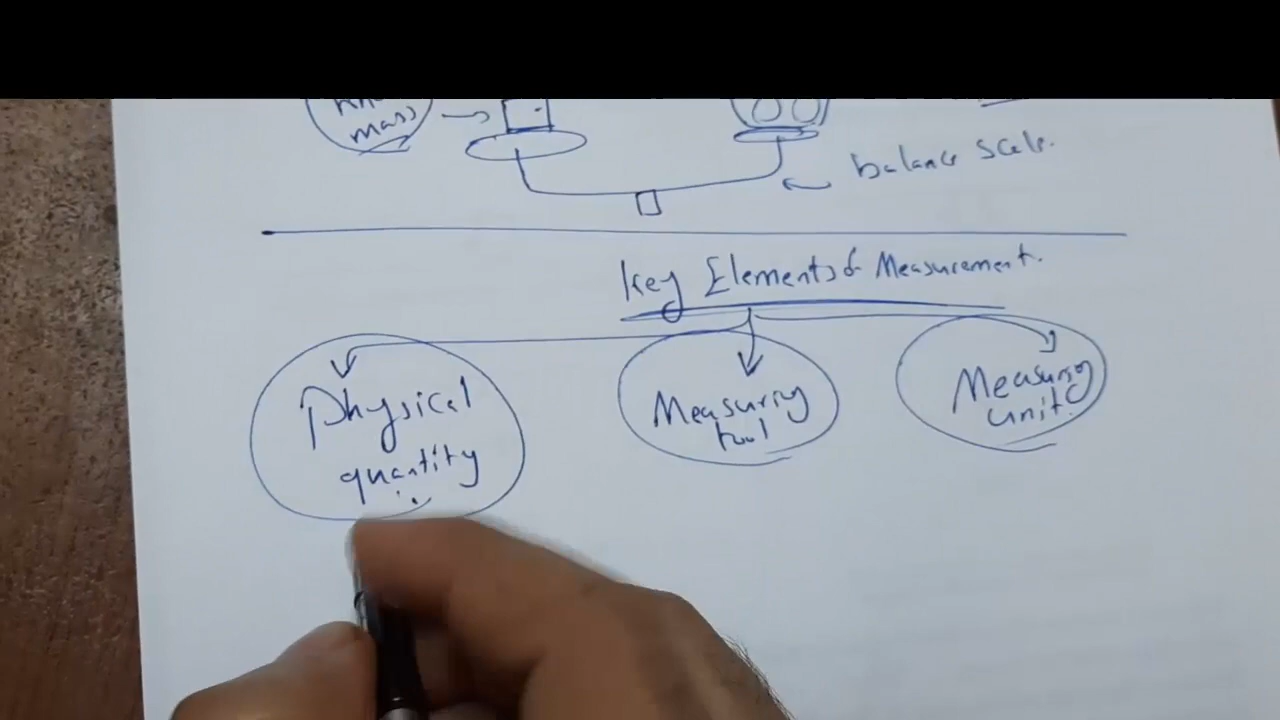 mass
balance scale.
Key Elements of Measurement.
Physical
quantity
Measuring
tool
Measuring
unit.